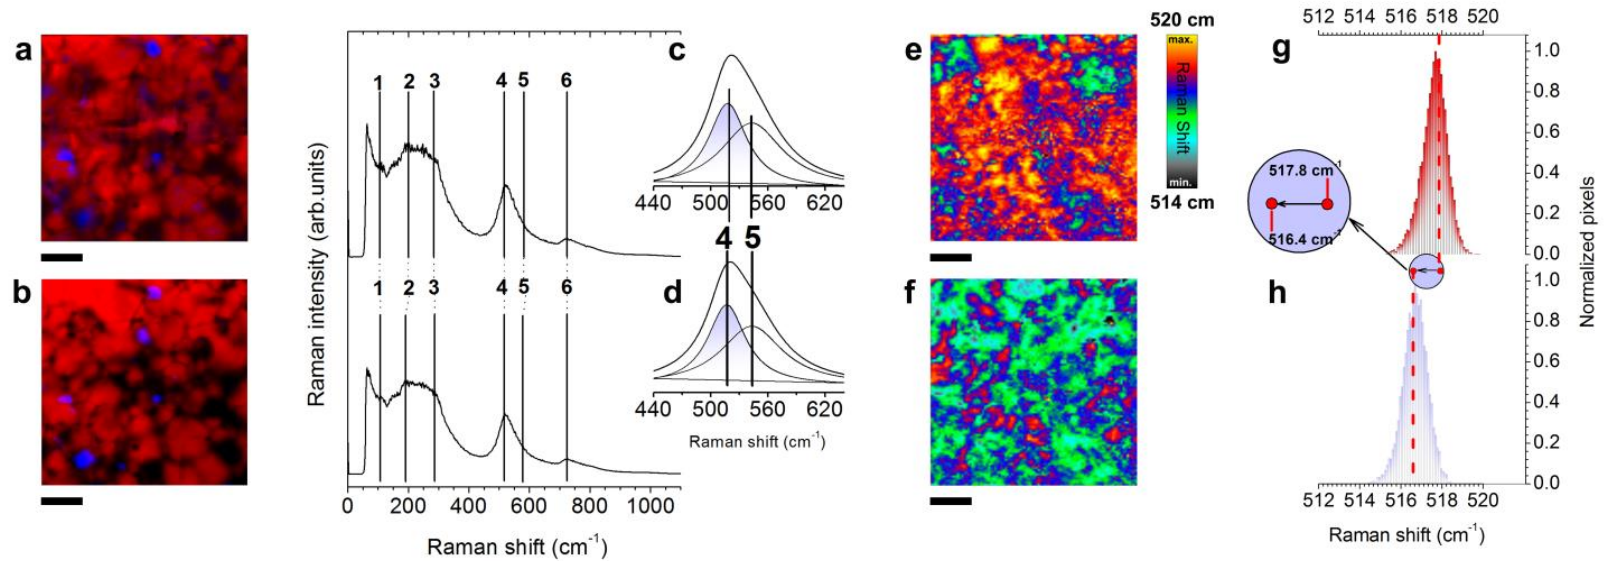 a
b
Raman intensity (arb.units)
1 2 3 4 5 6
1 2 3 4 5 6
0 200 400 600 800 1000
Raman shift (cm-1)
c
440 500 560 620
4 5
d
440 500 560 620
Raman shift (cm-1)
e
f
520 cm
max.
Raman Shift
min.
514 cm
512 514 516 518 520
g
1.0
0.8
0.6
0.4
0.2
0.0
517.8 cm-1
516.4 cm-1
h
1.0
0.8
0.6
0.4
0.2
0.0
Normalized pixels
512 514 516 518 520
Raman shift (cm-1)